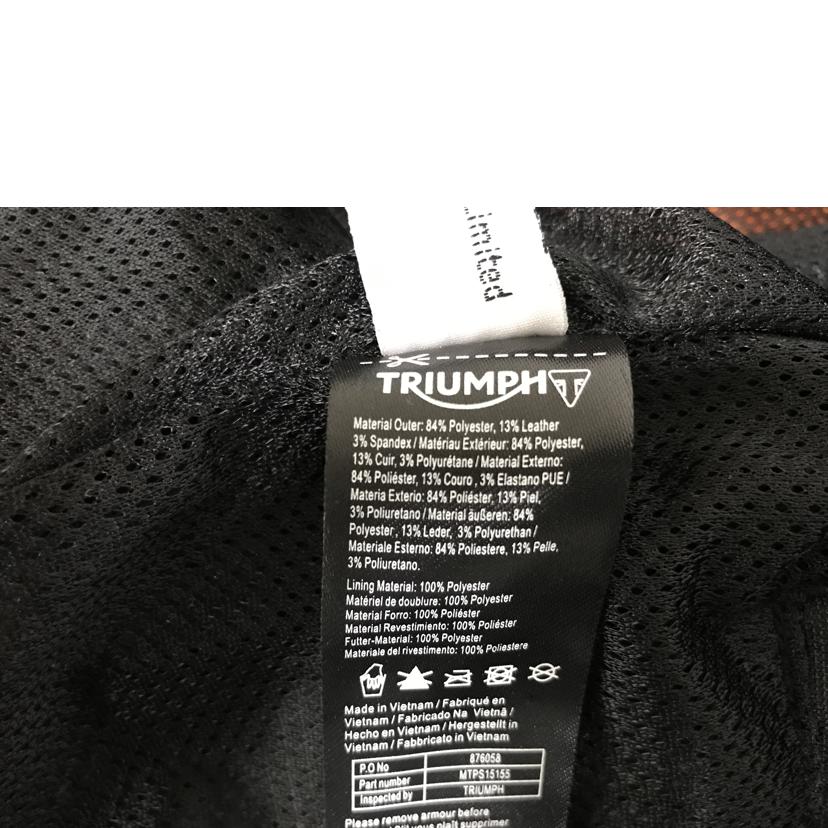 Limited
TRIUMPH
Material Outer: 84% Polyester, 13% Leather
3% Spandex / Matériau Extérieur: 84% Polyester,
13% Cuir, 3% Polyurétane / Material Externo:
84% Poliéster, 13% Couro , 3% Elastano PUE /
Materia Exterio: 84% Poliéster, 13% Piel,
3% Poliuretano / Material äußeren: 84%
Polyester , 13% Leder, 3% Polyurethan /
Materiale Esterno: 84% Poliestere, 13% Pelle,
3% Poliuretano.
Lining Material: 100% Polyester
Matériel de doublure: 100% Polyester
Material Forro: 100% Poliéster
Material Revestimiento: 100% Poliéster
Futter-Material: 100% Polyester
Materiale del rivestimento: 100% Poliestere
Made in Vietnam / Fabriqué en
Vietnam / Fabricado Na Vietnã /
Hecho en Vietnam / Hergestellt in
Vietnam / Fabbricato in Vietnam
P.O No 876058
Part number MTPS15155
Inspected by TRIUMPH
Please remove armour before
plaît supprimer